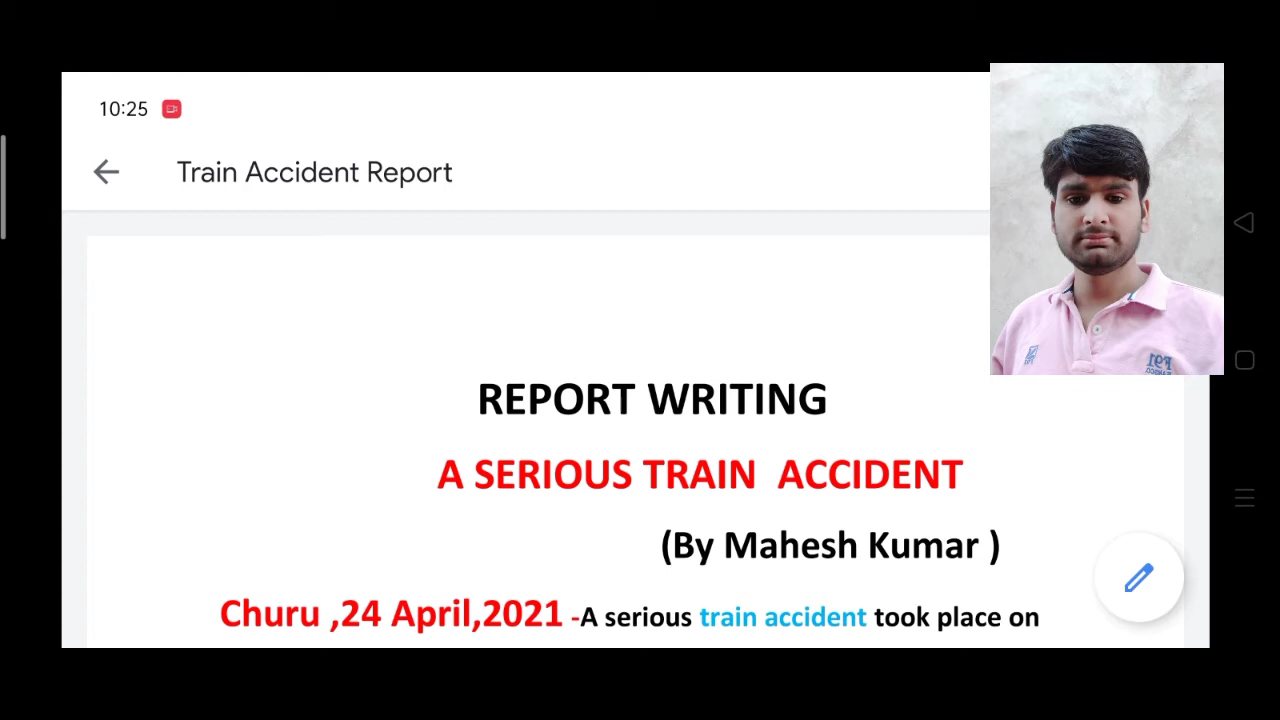 10:25
Train Accident Report
REPORT WRITING
A SERIOUS TRAIN  ACCIDENT
(By Mahesh Kumar )
Churu ,24 April,2021 -A serious train accident took place on